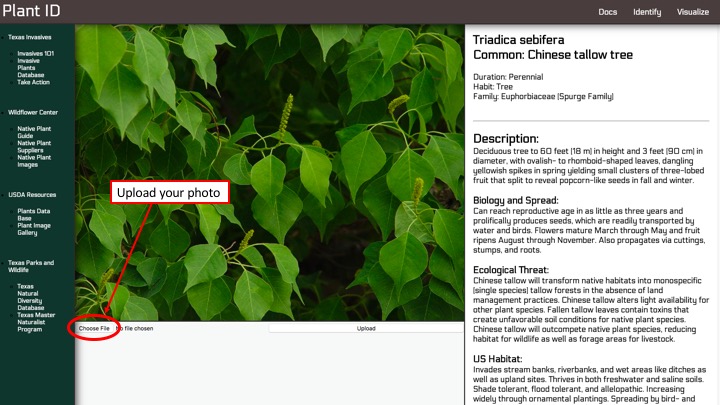 Plant ID
Docs
Identify
Visualize
Texas Invasives
Invasives 101
Invasive
Plants
Database
Take Action
Wildflower Center
Native Plant
Guide
Native Plant
Suppliers
Native Plant
Images
USDA Resources
Plants Data
Base
Plant Image
Gallery
Texas Parks and
Wildlife
Texas
Natural
Diversity
Database
Texas Master
Naturalist
Program
Upload your photo
Choose File
No file chosen
Upload
Triadica sebifera
Common: Chinese tallow tree
Duration: Perennial
Habit: Tree
Family: Euphorbiaceae (Spurge Family)
Description:
Deciduous tree to 60 feet (18 m) in height and 3 feet (90 cm) in
diameter, with ovalish- to rhomboid-shaped leaves, dangling
yellowish spikes in spring yielding small clusters of three-lobed
fruit that split to reveal popcorn-like seeds in fall and winter.
Biology and Spread:
Can reach reproductive age in as little as three years and
prolifically produces seeds, which are readily transported by
water and birds. Flowers mature March through May and fruit
ripens August through November. Also propagates via cuttings,
stumps, and roots.
Ecological Threat:
Chinese tallow will transform native habitats into monospecific
(single species) tallow forests in the absence of land
management practices. Chinese tallow alters light availability for
other plant species. Fallen tallow leaves contain toxins that
create unfavorable soil conditions for native plant species.
Chinese tallow will outcompete native plant species, reducing
habitat for wildlife as well as forage areas for livestock.
US Habitat:
Invades stream banks, riverbanks, and wet areas like ditches as
well as upland sites. Thrives in both freshwater and saline soils.
Shade tolerant, flood tolerant, and allelopathic. Increasing
widely through ornamental plantings. Spreading by bird- and